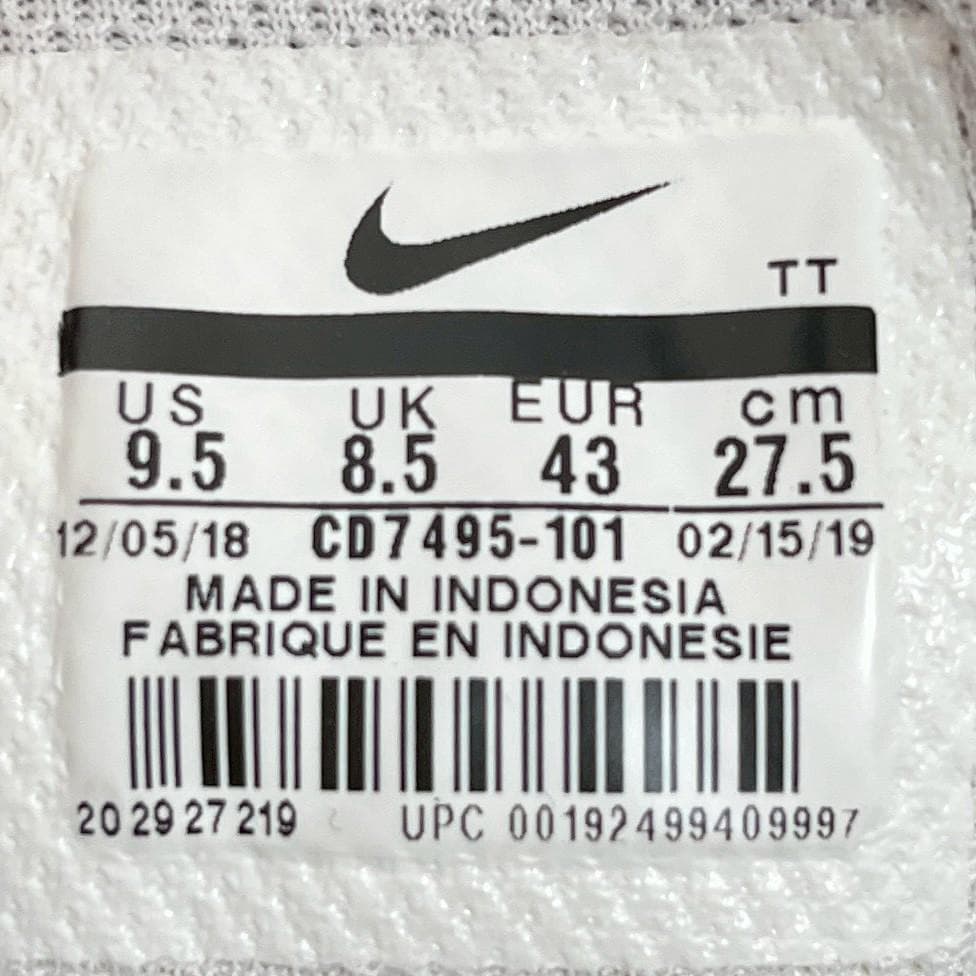 TT
US UK EUR cm
9.5 8.5 43 27.5
12/05/18 CD7495-101 02/15/19
MADE IN INDONESIA
FABRIQUE EN INDONESIE
20 29 27 219 UPC 00192499409997